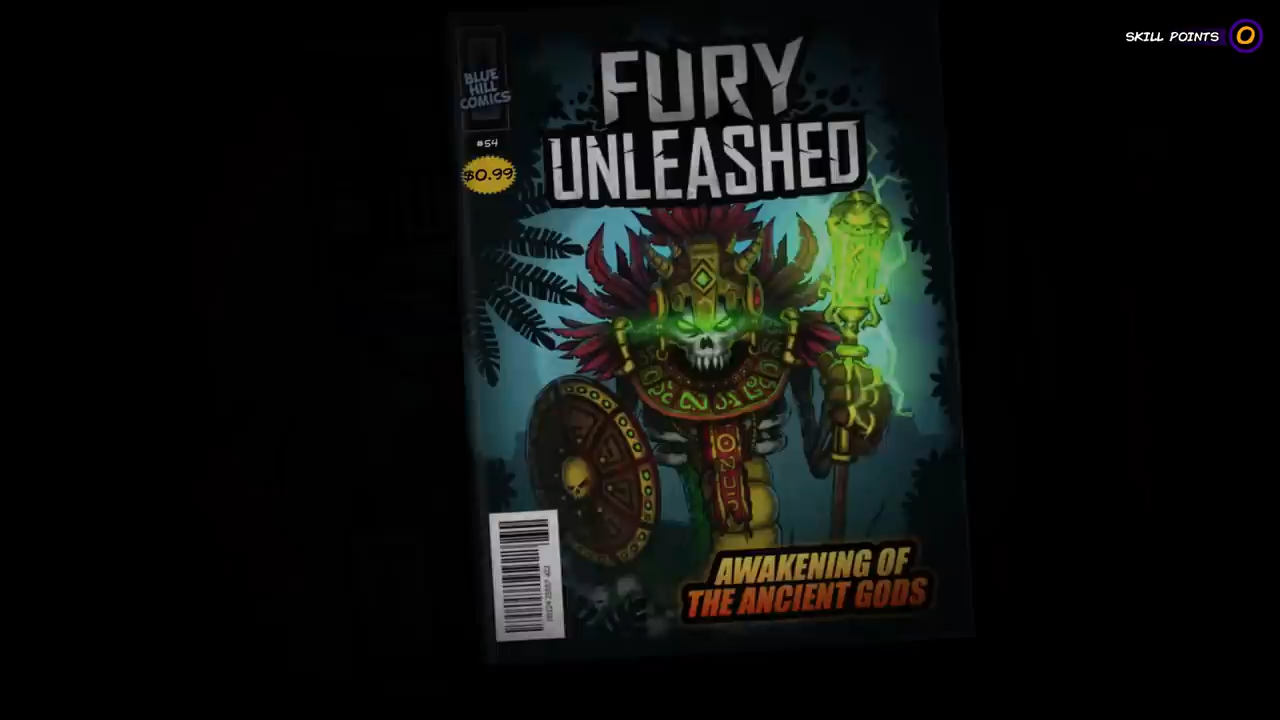 SKILL POINTS 0
BLUE
HILL
COMICS
#54
$0.99
FURY
UNLEASHED
AWAKENING OF
THE ANCIENT GODS